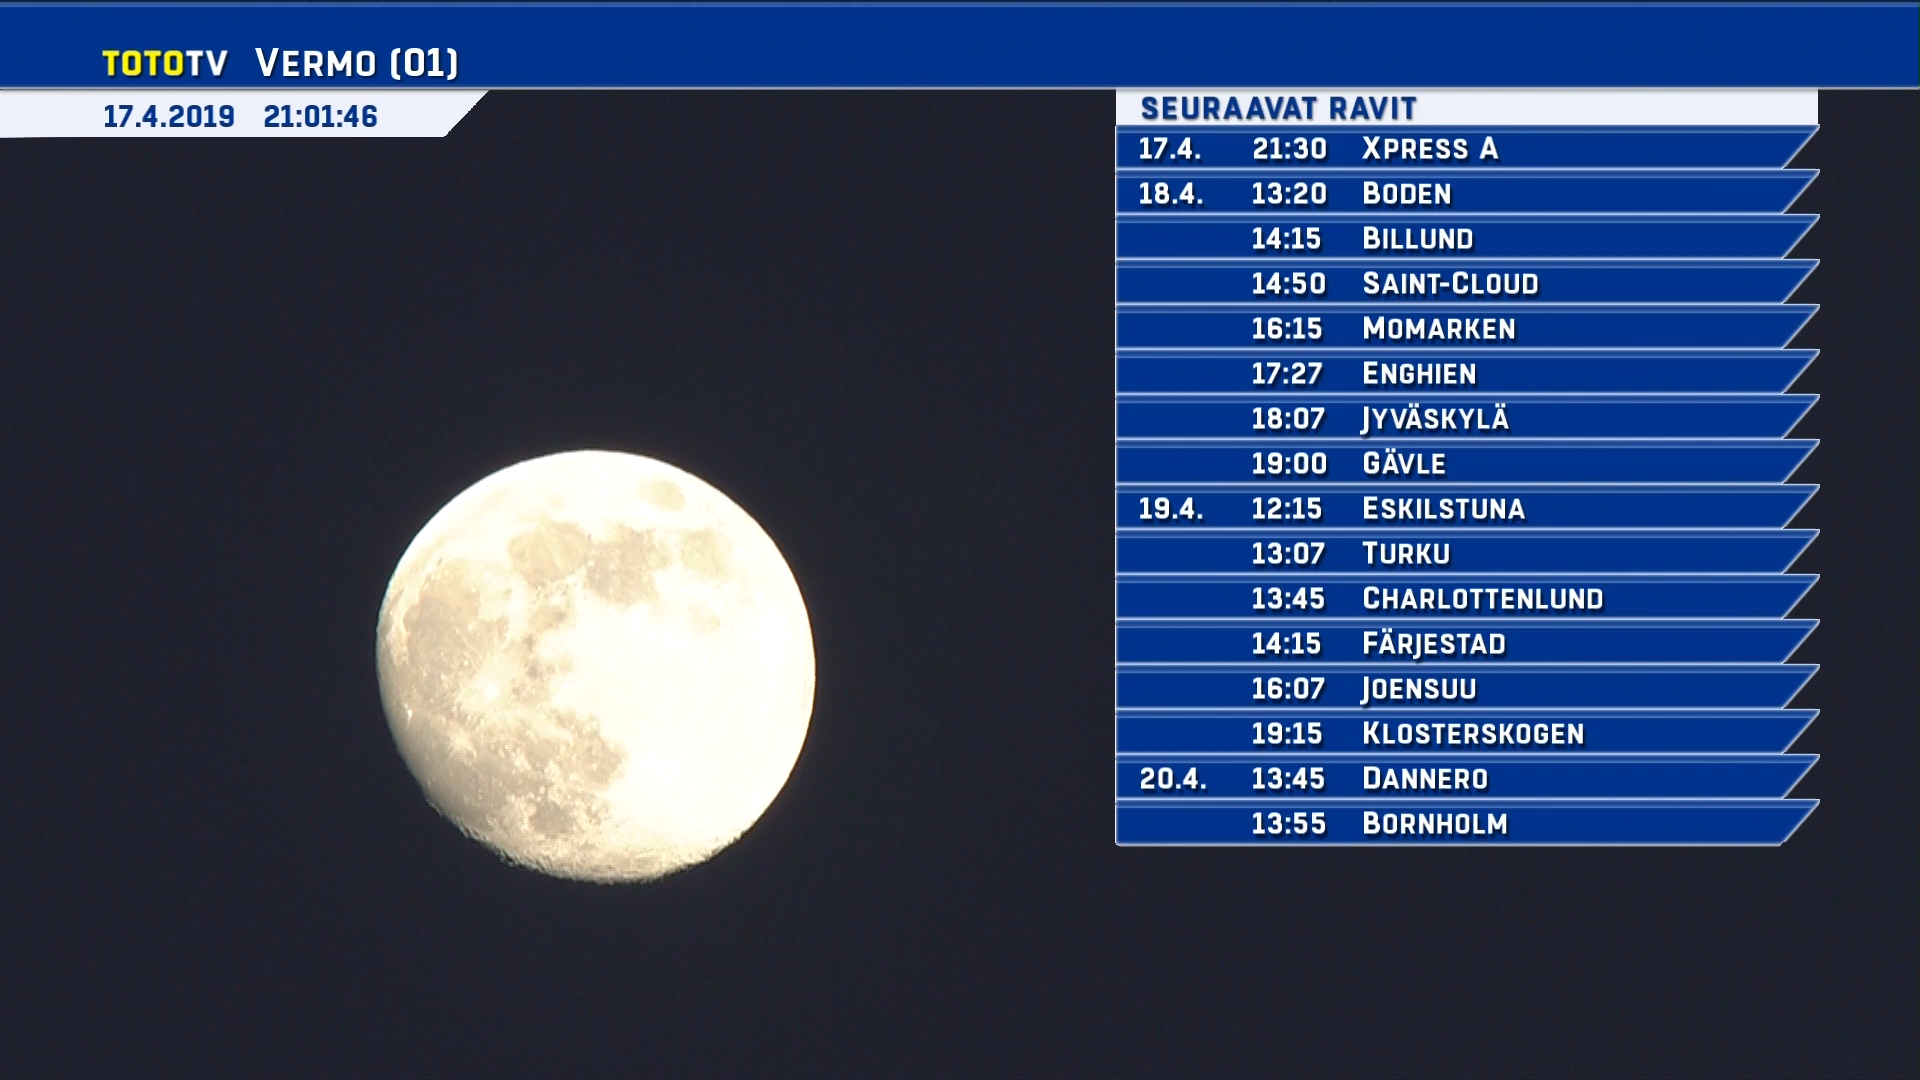 TOTOTV VERMO (01)
17.4.2019 21:01:46
SEURAAVAT RAVIT
17.4. 21:30 XPRESS A
18.4. 13:20 BODEN
14:15 BILLUND
14:50 SAINT-CLOUD
16:15 MOMARKEN
17:27 ENGHIEN
18:07 JYVÄSKYLÄ
19:00 GÄVLE
19.4. 12:15 ESKILSTUNA
13:07 TURKU
13:45 CHARLOTTENLUND
14:15 FÄRJESTAD
16:07 JOENSUU
19:15 KLOSTERSKOGEN
20.4. 13:45 DANNERO
13:55 BORNHOLM